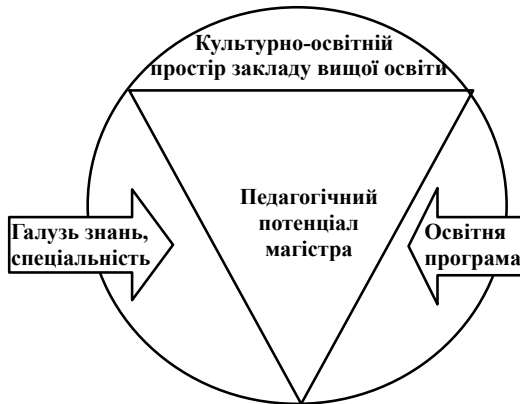 Культурно-освітній
простір закладу вищої освіти
Педагогічний
потенціал
магістра
Галузь знань,
спеціальність
Освітня
програма